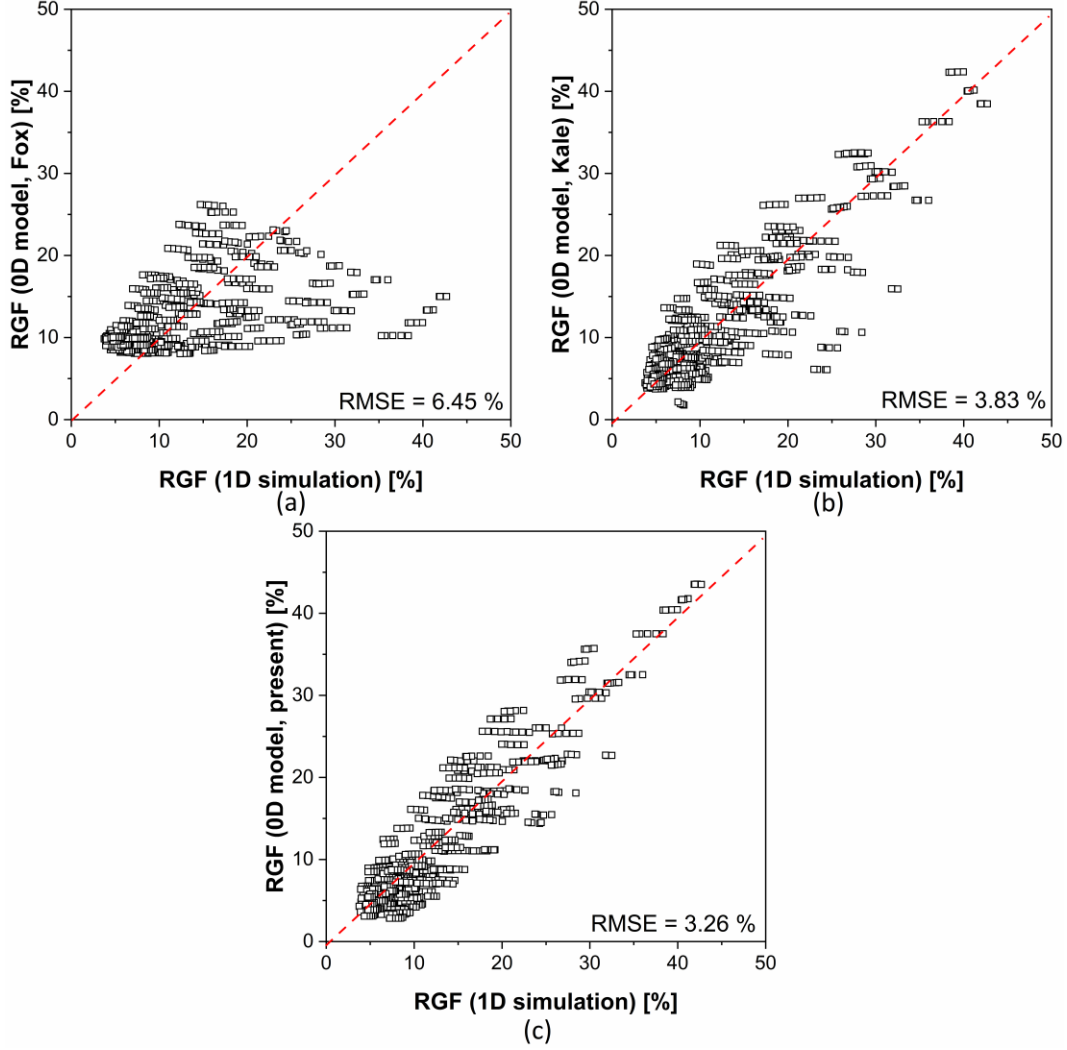 50
40
30
20
10
0
RGF (0D model, Fox) [%]
RMSE = 6.45 %
0 10 20 30 40 50
RGF (1D simulation) [%]
(a)
50
40
30
20
10
0
RGF (0D model, Kale) [%]
RMSE = 3.83 %
0 10 20 30 40 50
RGF (1D simulation) [%]
(b)
50
40
30
20
10
0
RGF (0D model, present) [%]
RMSE = 3.26 %
0 10 20 30 40 50
RGF (1D simulation) [%]
(c)